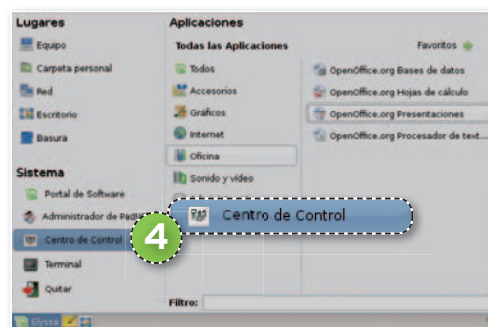 Lugares
Equipo
Carpeta personal
Red
Escritorio
Basura
Sistema
Portal de Software
Administrador de
Centro de Control
Terminal
Quitar
Aplicaciones
Todas las Aplicaciones
Favoritos
Todos
Accesorios
Gráficos
Internet
Oficina
Sonido y vídeo
OpenOffice.org Bases de datos
OpenOffice.org Hojas de cálculo
OpenOffice.org Presentaciones
OpenOffice.org Procesador de text...
4
Centro de Control
Filtro:
Elyssa